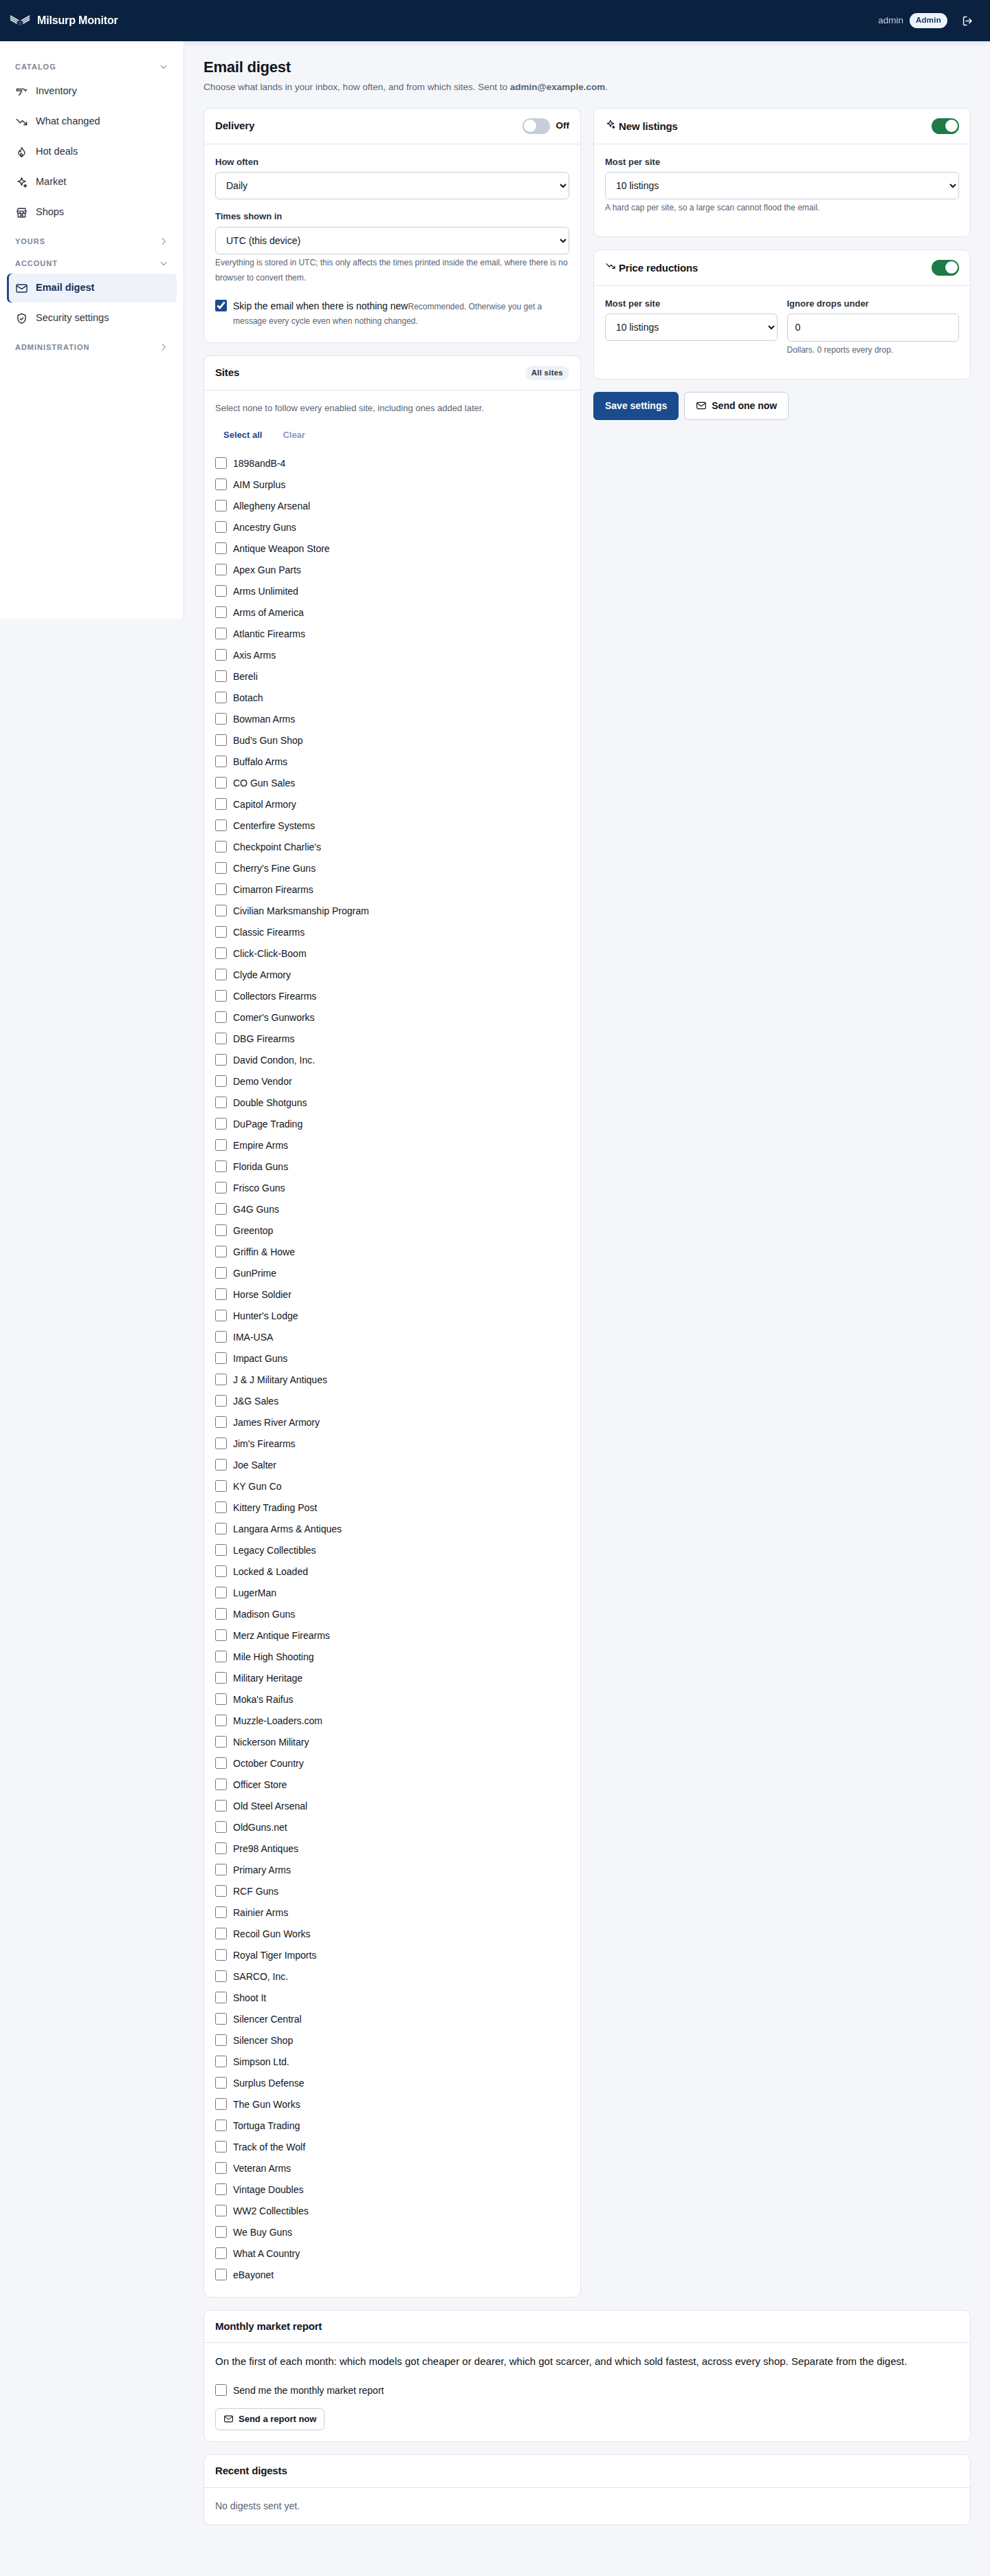 Milsurp Monitor
admin
Admin
CATALOG
Inventory
What changed
Hot deals
Market
Shops
YOURS
ACCOUNT
Email digest
Security settings
ADMINISTRATION
Email digest
Choose what lands in your inbox, how often, and from which sites. Sent to admin@example.com.
Delivery
Off
How often
Daily
Times shown in
UTC (this device)
Everything is stored in UTC; this only affects the times printed inside the email, where there is no
browser to convert them.
Skip the email when there is nothing newRecommended. Otherwise you get a
message every cycle even when nothing changed.
Sites
All sites
Select none to follow every enabled site, including ones added later.
Select all
Clear
1898andB-4
AIM Surplus
Allegheny Arsenal
Ancestry Guns
Antique Weapon Store
Apex Gun Parts
Arms Unlimited
Arms of America
Atlantic Firearms
Axis Arms
Bereli
Botach
Bowman Arms
Bud's Gun Shop
Buffalo Arms
CO Gun Sales
Capitol Armory
Centerfire Systems
Checkpoint Charlie's
Cherry's Fine Guns
Cimarron Firearms
Civilian Marksmanship Program
Classic Firearms
Click-Click-Boom
Clyde Armory
Collectors Firearms
Comer's Gunworks
DBG Firearms
David Condon, Inc.
Demo Vendor
Double Shotguns
DuPage Trading
Empire Arms
Florida Guns
Frisco Guns
G4G Guns
Greentop
Griffin & Howe
GunPrime
Horse Soldier
Hunter's Lodge
IMA-USA
Impact Guns
J & J Military Antiques
J&G Sales
James River Armory
Jim's Firearms
Joe Salter
KY Gun Co
Kittery Trading Post
Langara Arms & Antiques
Legacy Collectibles
Locked & Loaded
LugerMan
Madison Guns
Merz Antique Firearms
Mile High Shooting
Military Heritage
Moka's Raifus
Muzzle-Loaders.com
Nickerson Military
October Country
Officer Store
Old Steel Arsenal
OldGuns.net
Pre98 Antiques
Primary Arms
RCF Guns
Rainier Arms
Recoil Gun Works
Royal Tiger Imports
SARCO, Inc.
Shoot It
Silencer Central
Silencer Shop
Simpson Ltd.
Surplus Defense
The Gun Works
Tortuga Trading
Track of the Wolf
Veteran Arms
Vintage Doubles
WW2 Collectibles
We Buy Guns
What A Country
eBayonet
New listings
Most per site
10 listings
A hard cap per site, so a large scan cannot flood the email.
Price reductions
Most per site
Ignore drops under
10 listings
0
Dollars. 0 reports every drop.
Save settings
Send one now
Monthly market report
On the first of each month: which models got cheaper or dearer, which got scarcer, and which sold fastest, across every shop. Separate from the digest.
Send me the monthly market report
Send a report now
Recent digests
No digests sent yet.